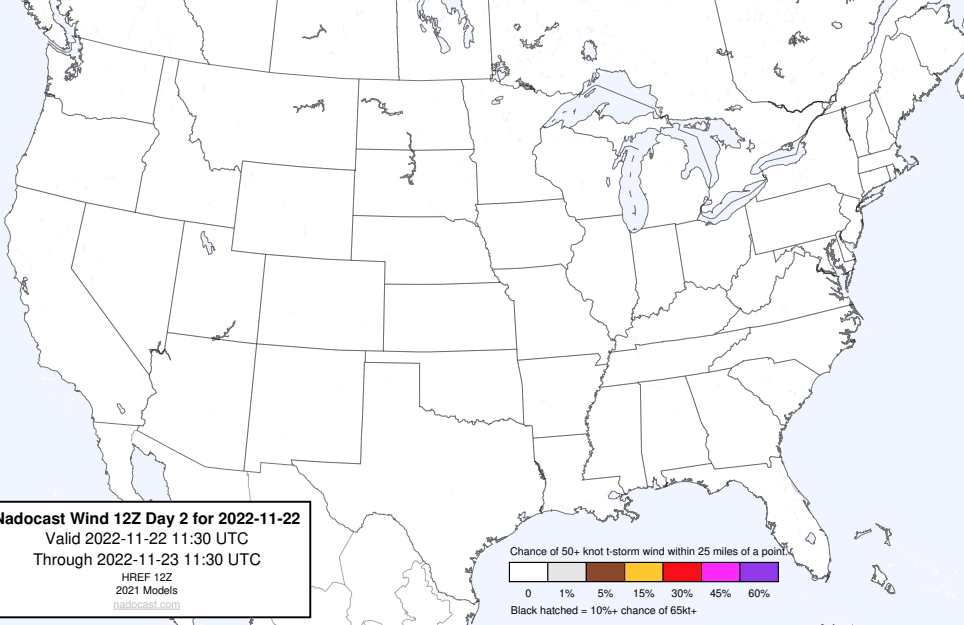 Nadocast Wind 12Z Day 2 for 2022-11-22
Valid 2022-11-22 11:30 UTC
Through 2022-11-23 11:30 UTC
HREF 12Z
2021 Models
nadocast.com
Chance of 50+ knot t-storm wind within 25 miles of a point.
0 1% 5% 15% 30% 45% 60%
Black hatched = 10%+ chance of 65kt+